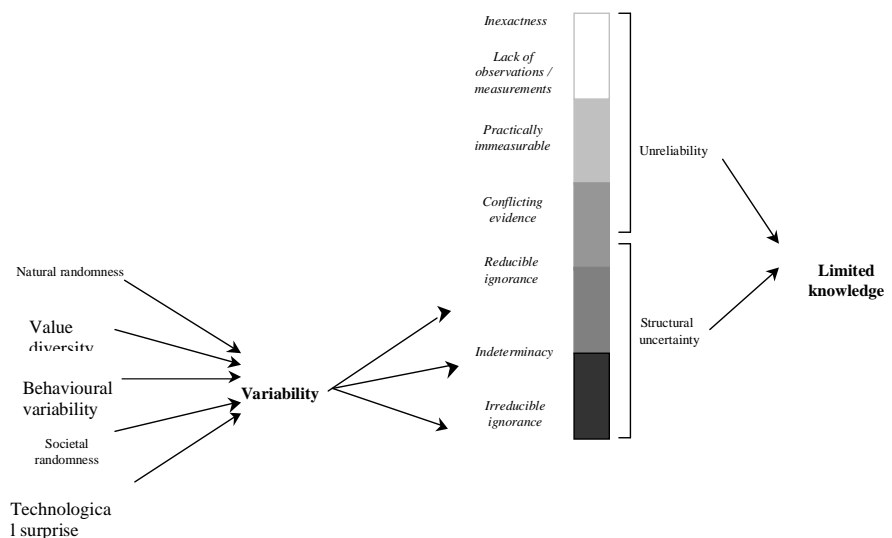 Inexactness
Lack of
observations /
measurements
Practically
immeasurable
Unreliability
Conflicting
evidence
Natural randomness
Reducible
ignorance
Limited
knowledge
Value
diversity
Structural
uncertainty
Indeterminacy
Behavioural
variability
Variability
Irreducible
ignorance
Societal
randomness
Technologica
l surprise